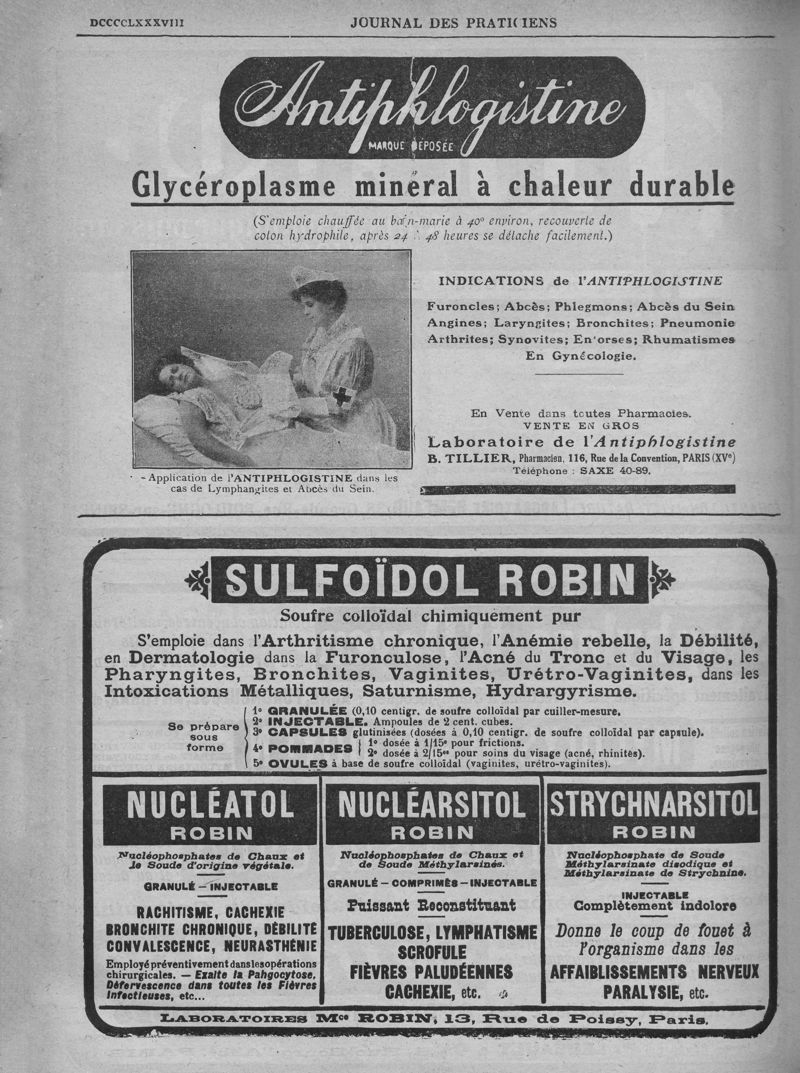 DCCCCLXXXVIII
JOURNAL DES PRATICIENS
Antiphlogistine
MARQUE DÉPOSÉE
Glycéroplasme minéral à chaleur durable
(S'emploie chauffée au bain-marie à 40º environ, recouverte de
coton hydrophile, après 24 à 48 heures se détache facilement.)
INDICATIONS de l'ANTIPHLOGISTINE
Furoncles; Abcès; Phlegmons; Abcès du Sein
Angines; Laryngites; Bronchites; Pneumonie
Arthrites; Synovites; Entorses; Rhumatismes
En Gynécologie.
En Vente dans toutes Pharmacies.
VENTE EN GROS
Laboratoire de l'Antiphlogistine
B. TILLIER, Pharmacien, 116, Rue de la Convention, PARIS (XVe)
Téléphone : SAXE 40-89.
- Application de l'ANTIPHLOGISTINE dans les
cas de Lymphangites et Abcès du Sein.
SULFOÏDOL ROBIN
Soufre colloïdal chimiquement pur
S'emploie dans l'Arthritisme chronique, l'Anémie rebelle, la Débilité,
en Dermatologie dans la Furonculose, l'Acné du Tronc et du Visage, les
Pharyngites, Bronchites, Vaginites, Urétro-Vaginites, dans les
Intoxications Métalliques, Saturnisme, Hydrargyrisme.
Se prépare
sous
forme
1º GRANULÉE (0,10 centigr. de soufre colloïdal par cuiller-mesure.
2º INJECTABLE. Ampoules de 2 cent. cubes.
3º CAPSULES glutinisées (dosées à 0,10 centigr. de soufre colloïdal par capsule).
4º POMMADES
1º dosée à 1/15e pour frictions.
2º dosée à 2/15es pour soins du visage (acné, rhinites).
5º OVULES à base de soufre colloïdal (vaginites, urétro-vaginites).
NUCLÉATOL
ROBIN
Nucléophosphates de Chaux et
de Soude d'origine végétale.
GRANULÉ — INJECTABLE
RACHITISME, CACHEXIE
BRONCHITE CHRONIQUE, DÉBILITÉ
CONVALESCENCE, NEURASTHÉNIE
Employé préventivement dans les opérations
chirurgicales. — Exalte la Pahgocytose.
Défervescence dans toutes les Fièvres
Infectieuses, etc...
NUCLÉARSITOL
ROBIN
Nucléophosphates de Chaux et
de Soude Méthylarsinés.
GRANULÉ — COMPRIMÉS — INJECTABLE
Puissant Reconstituant
TUBERCULOSE, LYMPHATISME
SCROFULE
FIÈVRES PALUDÉENNES
CACHEXIE, etc.
STRYCHNARSITOL
ROBIN
Nucléophosphate de Soude
Méthylarsinate disodique et
Méthylarsinate de Strychnine.
INJECTABLE
Complètement indolore
Donne le coup de fouet à
l'organisme dans les
AFFAIBLISSEMENTS NERVEUX
PARALYSIE, etc.
LABORATOIRES Mce ROBIN, 13, Rue de Poissy, Paris.